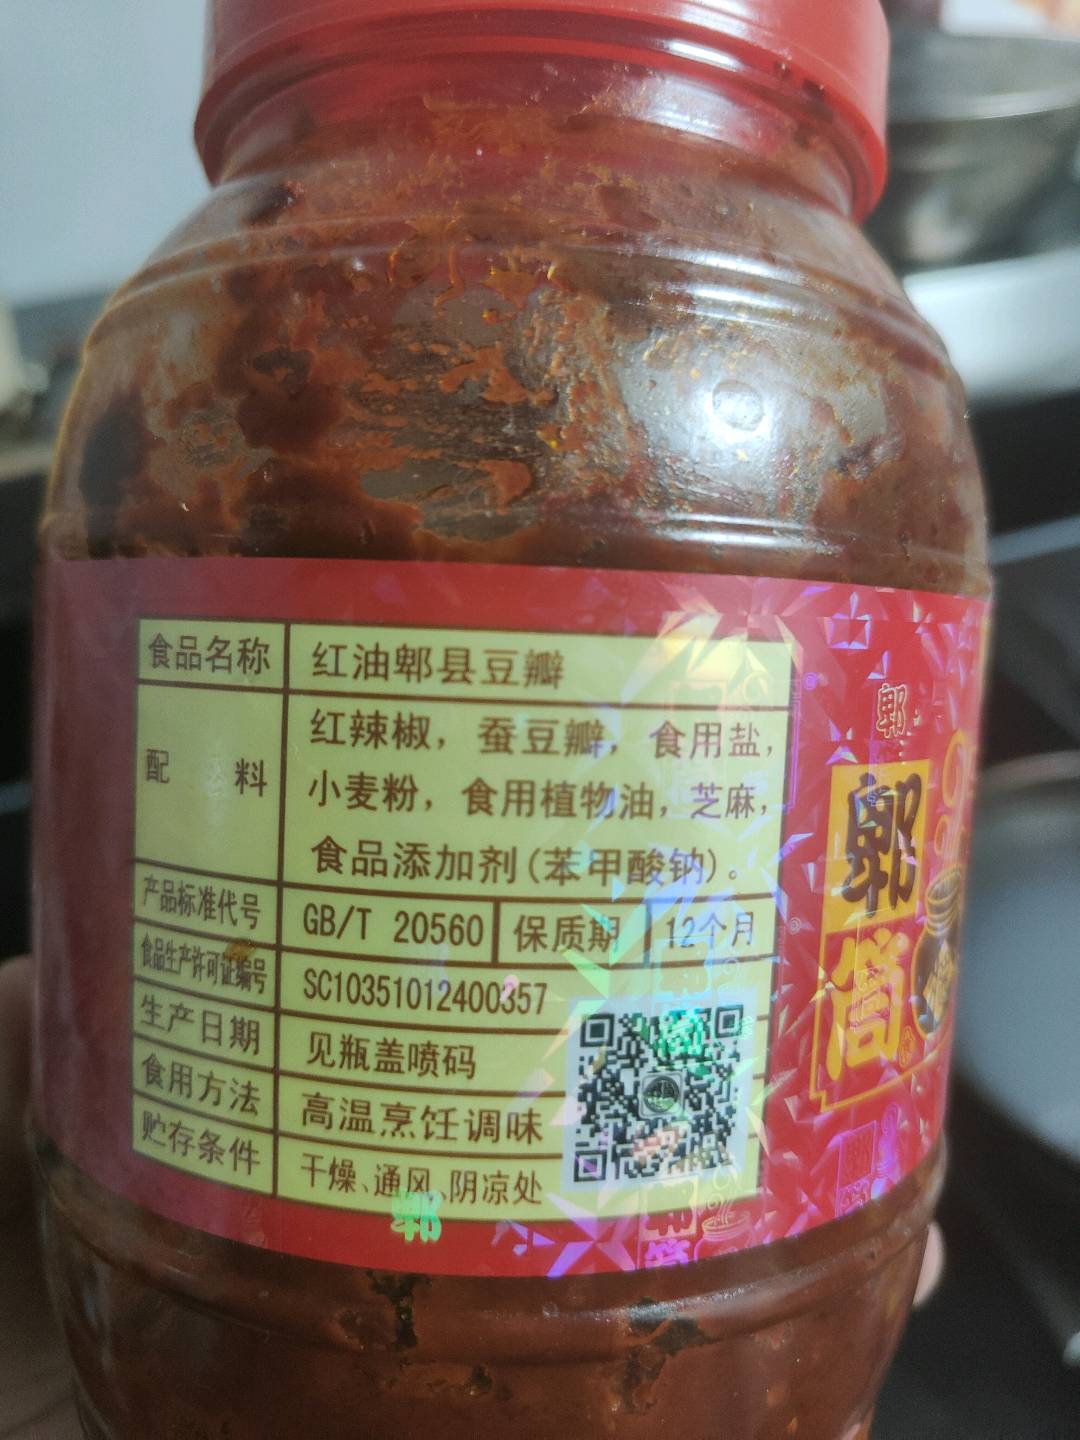 食品名称 红油郫县豆瓣
配 料 红辣椒，蚕豆瓣，食用盐，
小麦粉，食用植物油，芝麻，
食品添加剂(苯甲酸钠)。
产品标准代号 GB/T 20560 保质期 12个月
食品生产许可证编号 SC10351012400357
生产日期 见瓶盖喷码
食用方法 高温烹饪调味
贮存条件 干燥、通风、阴凉处
郫
郫
筒
郫